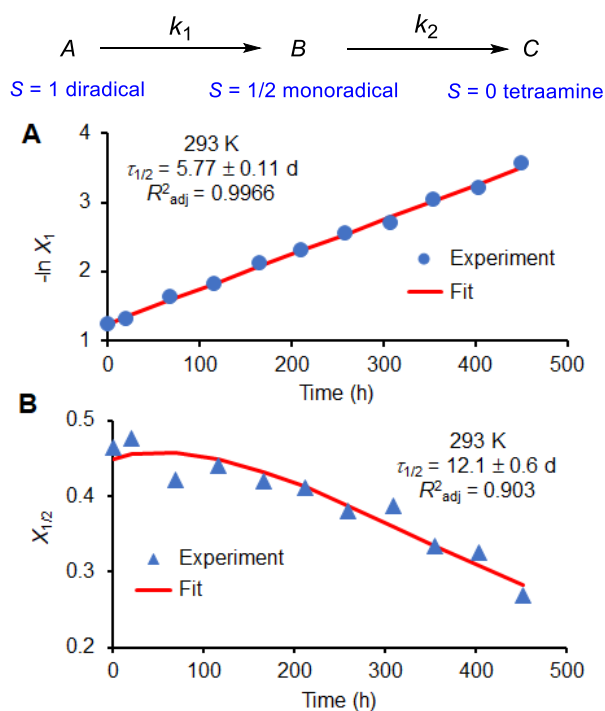 k₁ k₂
A B C
S = 1 diradical S = 1/2 monoradical S = 0 tetraamine
A
293 K
τ1/2 = 5.77 ± 0.11 d
R²adj = 0.9966
-ln X₁
4
3
2
1
Experiment
Fit
0 100 200 300 400 500
Time (h)
B
293 K
τ1/2 = 12.1 ± 0.6 d
R²adj = 0.903
X1/2
0.5
0.4
0.3
0.2
Experiment
Fit
0 100 200 300 400 500
Time (h)